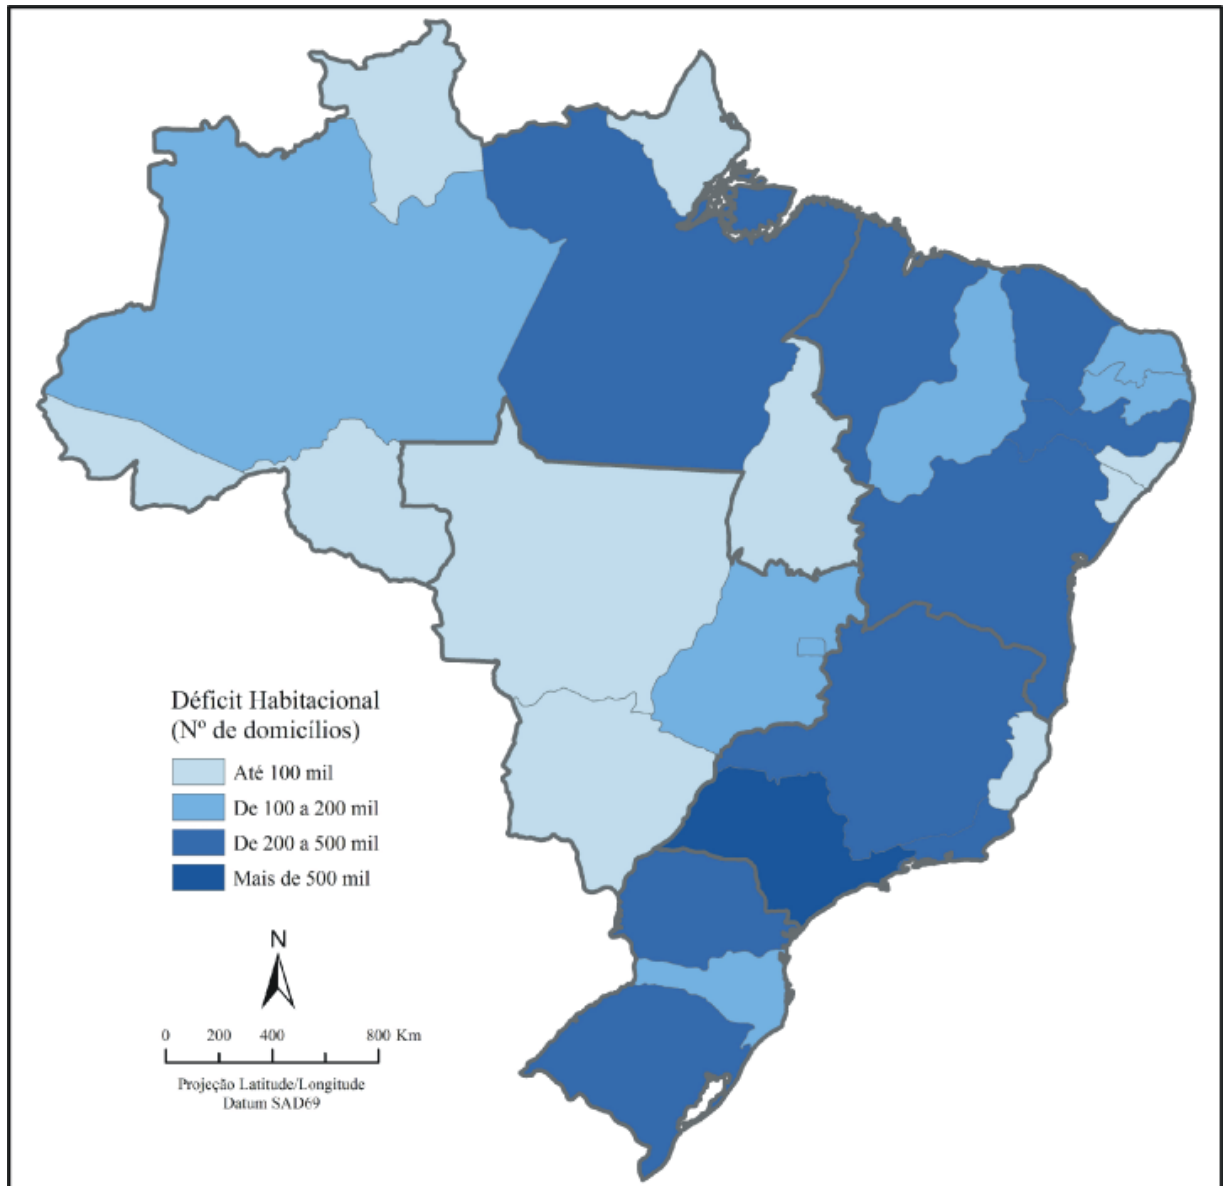 Déficit Habitacional
(Nº de domicílios)
Até 100 mil
De 100 a 200 mil
De 200 a 500 mil
Mais de 500 mil
N
0 200 400 800 Km
Projeção Latitude/Longitude
Datum SAD69